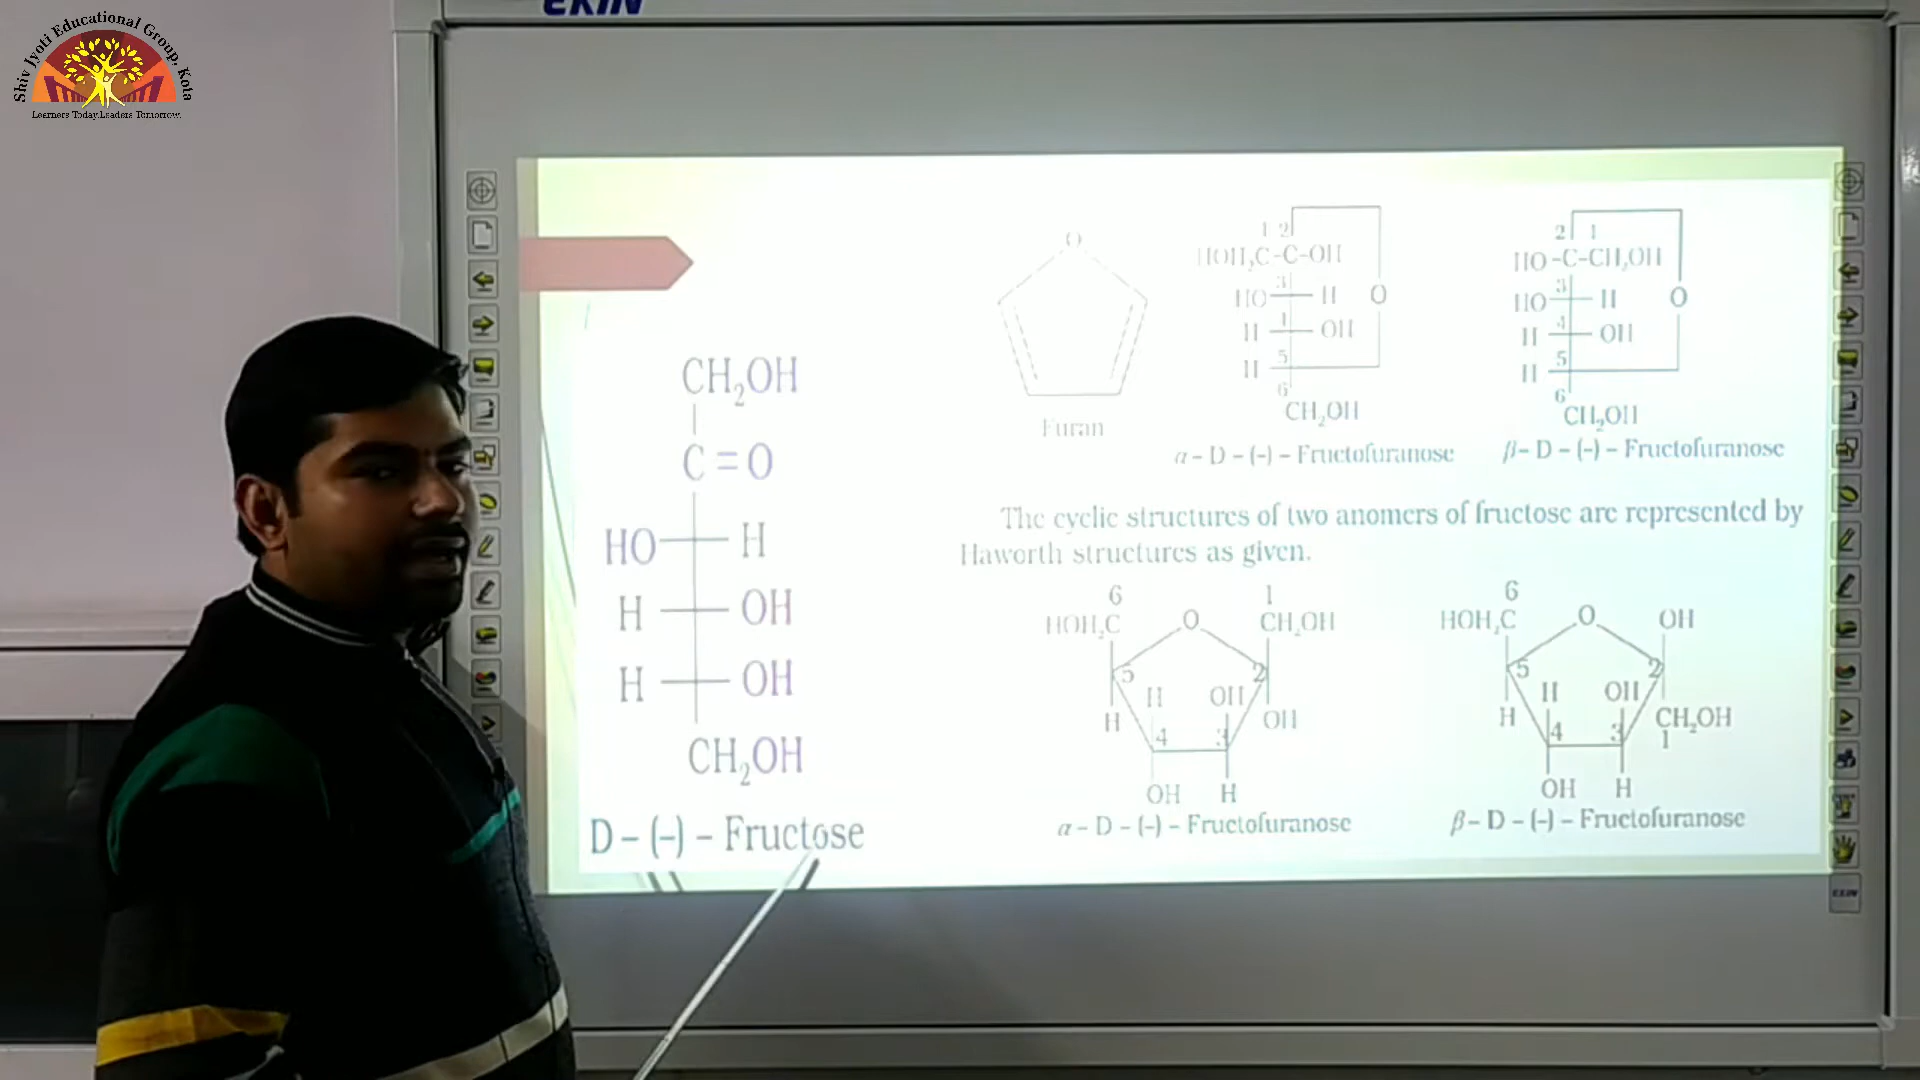 EKIN
Shiv Jyoti Educational Group, Kota
Learners Today.Leaders Tomorrow.
CH₂OH
C=O
HO H
H OH
H OH
CH₂OH
D – (–) – Fructose
O
Furan
1 2
HOH₂C-C-OH
3
HO H O
H OH
5
H
6
CH₂OH
α – D – (–) – Fructofuranose
2 1
HO-C-CH₂OH
3
HO H O
4
H OH
5
H
6
CH₂OH
β– D – (–) – Fructofuranose
The cyclic structures of two anomers of fructose are represented by
Haworth structures as given.
6 1
HOH₂C O CH₂OH
5 2
H OH
H OH
4 3
OH H
α – D – (–) – Fructofuranose
6
HOH₂C O OH
5 2
H OH
H CH₂OH
4 3 1
OH H
β– D – (–) – Fructofuranose
EKIN